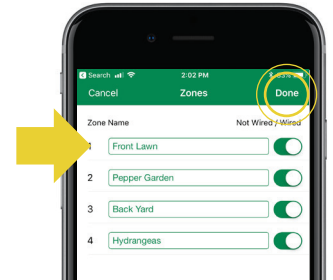 Search 2:02 PM 53%
Cancel Zones Done
Zone Name Not Wired / Wired
1 Front Lawn
2 Pepper Garden
3 Back Yard
4 Hydrangeas